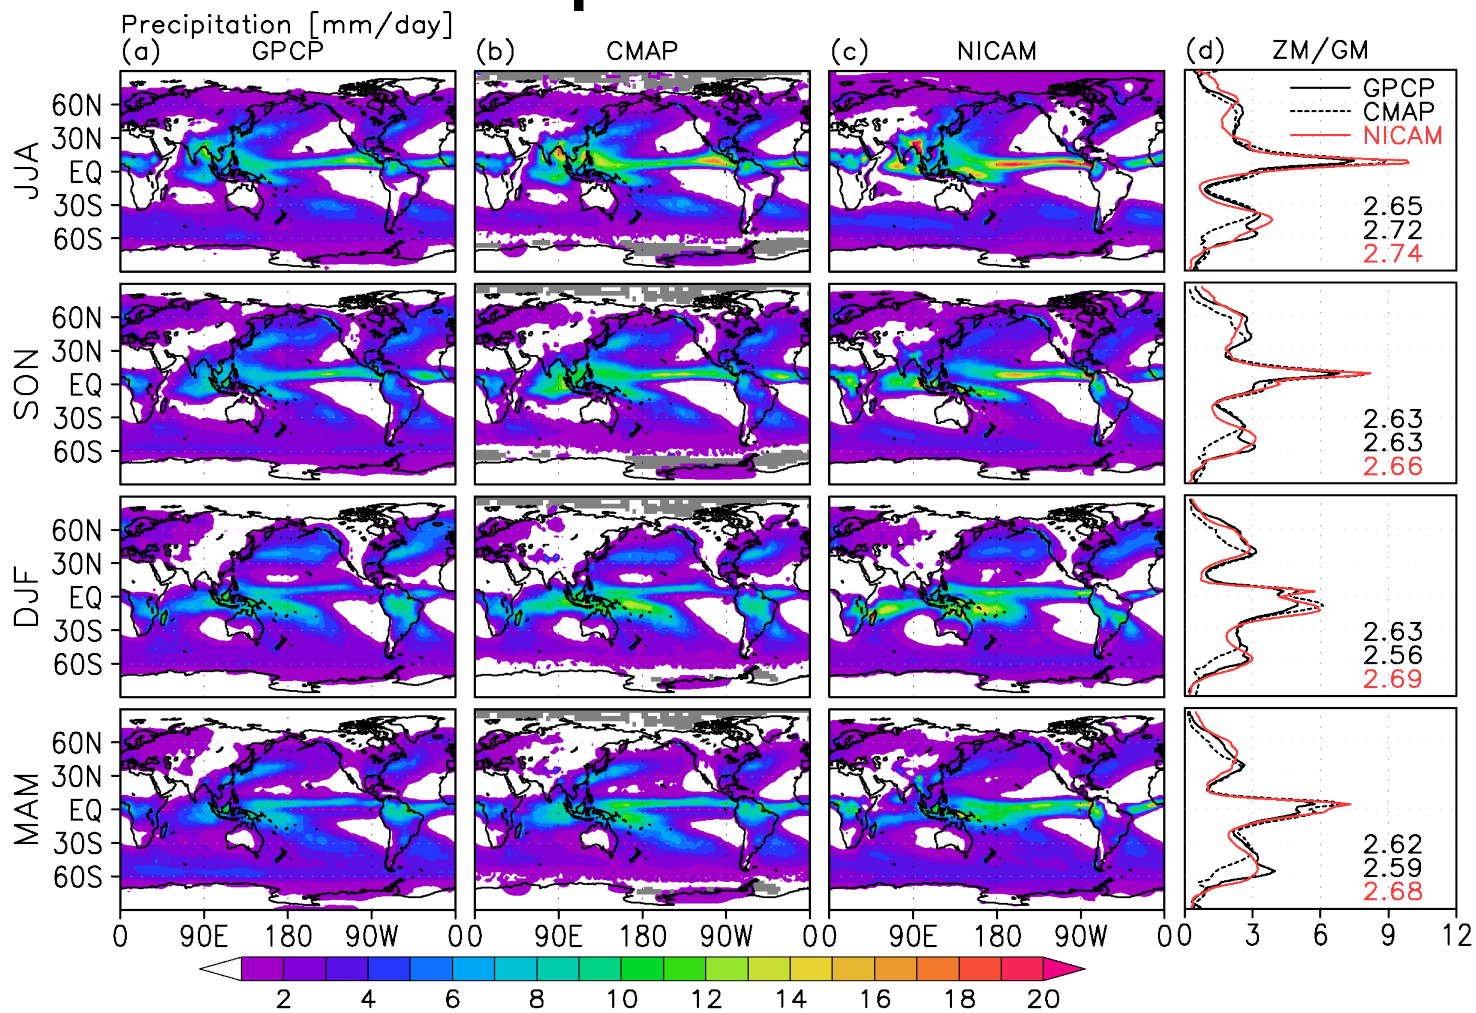 Precipitation [mm/day]
(a) GPCP (b) CMAP (c) NICAM (d) ZM/GM
JJA
60N
30N
EQ
30S
60S
GPCP
CMAP
NICAM
2.65
2.72
2.74
SON
60N
30N
EQ
30S
60S
2.63
2.63
2.66
DJF
60N
30N
EQ
30S
60S
2.63
2.56
2.69
MAM
60N
30N
EQ
30S
60S
2.62
2.59
2.68
0 90E 180 90W 0 0 90E 180 90W 0 0 90E 180 90W 0 0 3 6 9 12
2 4 6 8 10 12 14 16 18 20